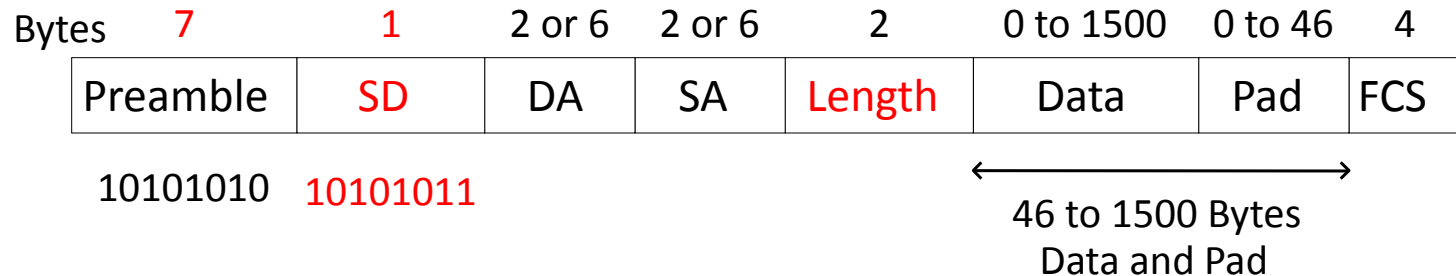 Bytes 7 1 2 or 6 2 or 6 2 0 to 1500 0 to 46 4
Preamble SD DA SA Length Data Pad FCS
10101010 10101011
46 to 1500 Bytes
Data and Pad